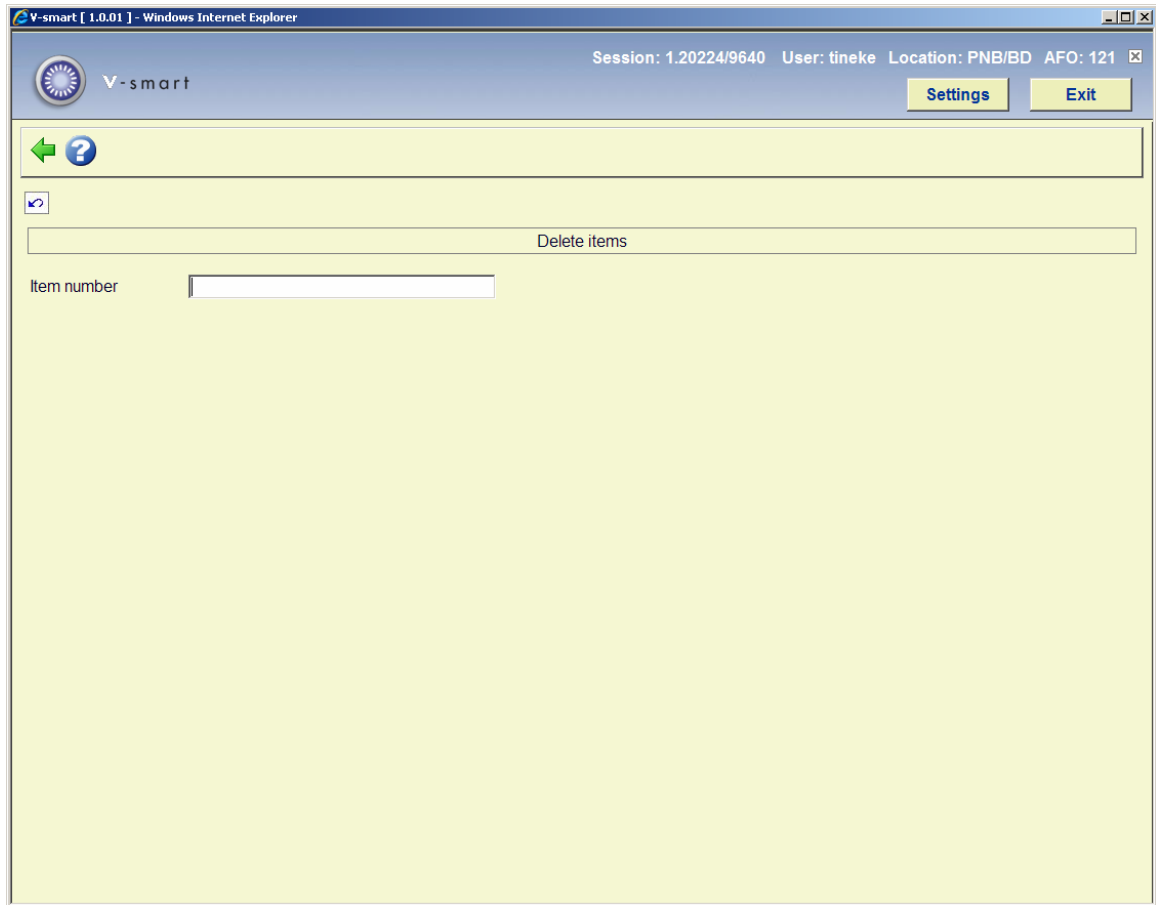 V-smart [ 1.0.01 ] - Windows Internet Explorer
Session: 1.20224/9640 User: tineke Location: PNB/BD AFO: 121
V-smart
Settings Exit
?
Delete items
Item number